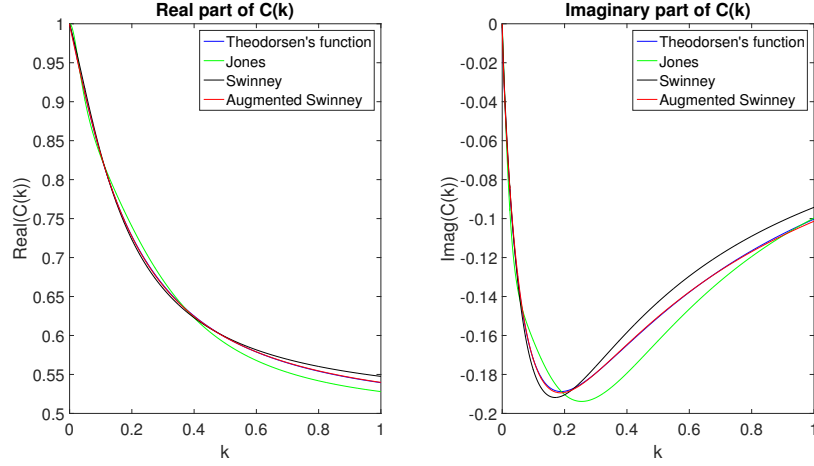 Real part of C(k)
Real(C(k))
1
0.95
0.9
0.85
0.8
0.75
0.7
0.65
0.6
0.55
0.5
0
0.2
0.4
0.6
0.8
1
k
Theodorsen's function
Jones
Swinney
Augmented Swinney
Imaginary part of C(k)
Imag(C(k))
0
-0.02
-0.04
-0.06
-0.08
-0.1
-0.12
-0.14
-0.16
-0.18
-0.2
0
0.2
0.4
0.6
0.8
1
k
Theodorsen's function
Jones
Swinney
Augmented Swinney